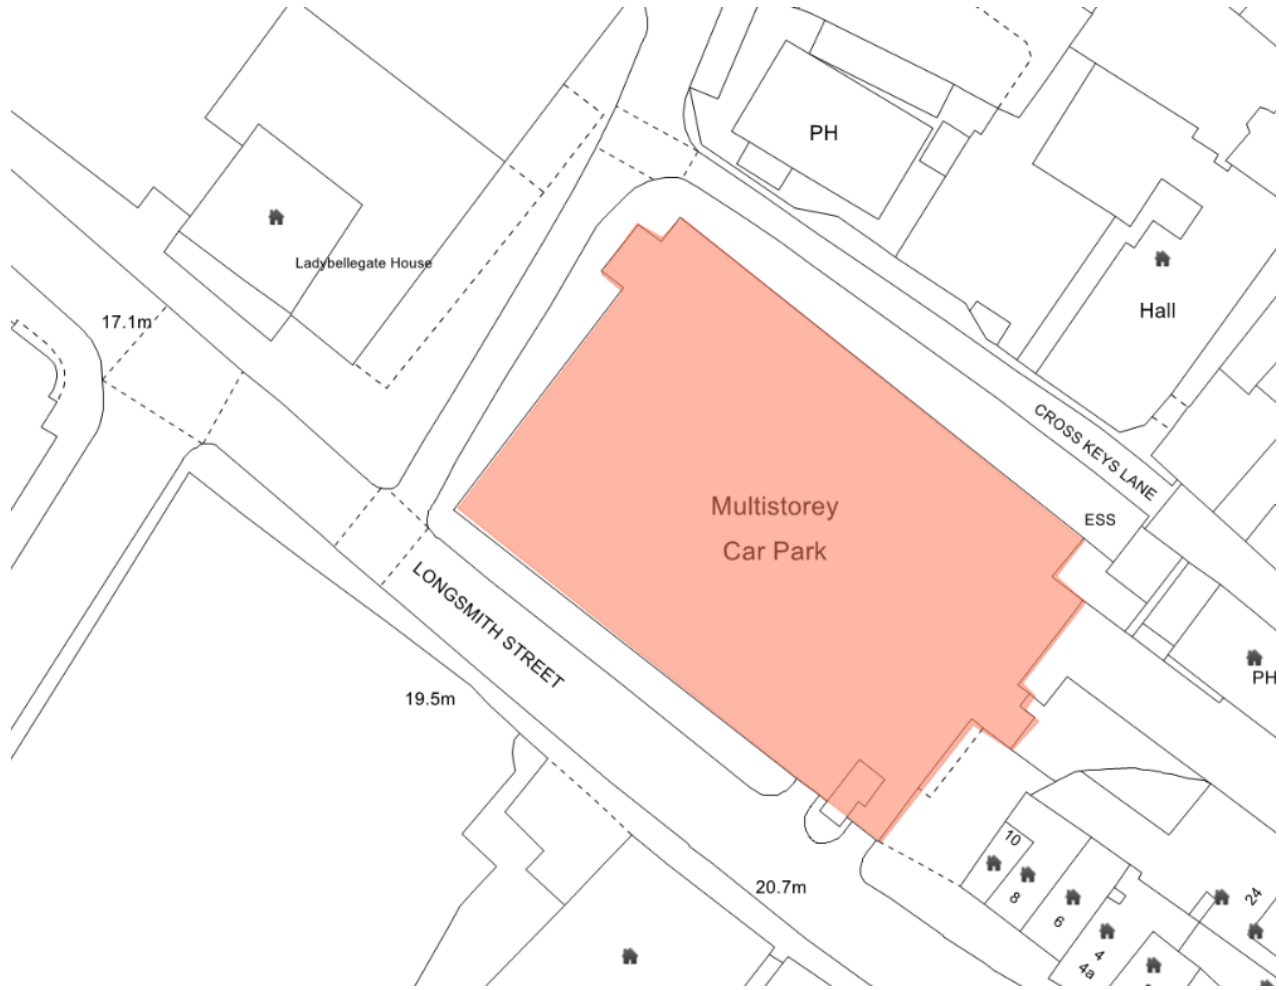 PH
Ladybellegate House
Hall
17.1m
CROSS KEYS LANE
Multistorey
Car Park
ESS
LONGSMITH STREET
19.5m
PH
10
8
6
4
4a
24
20.7m